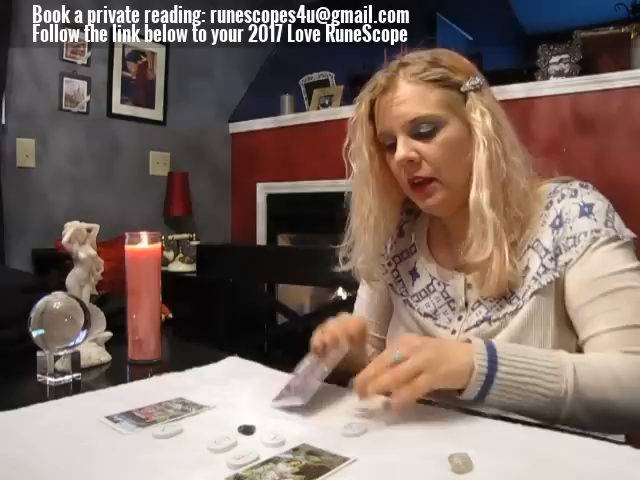 Book a private reading: runescopes4u@gmail.com
Follow the link below to your 2017 Love RuneScope